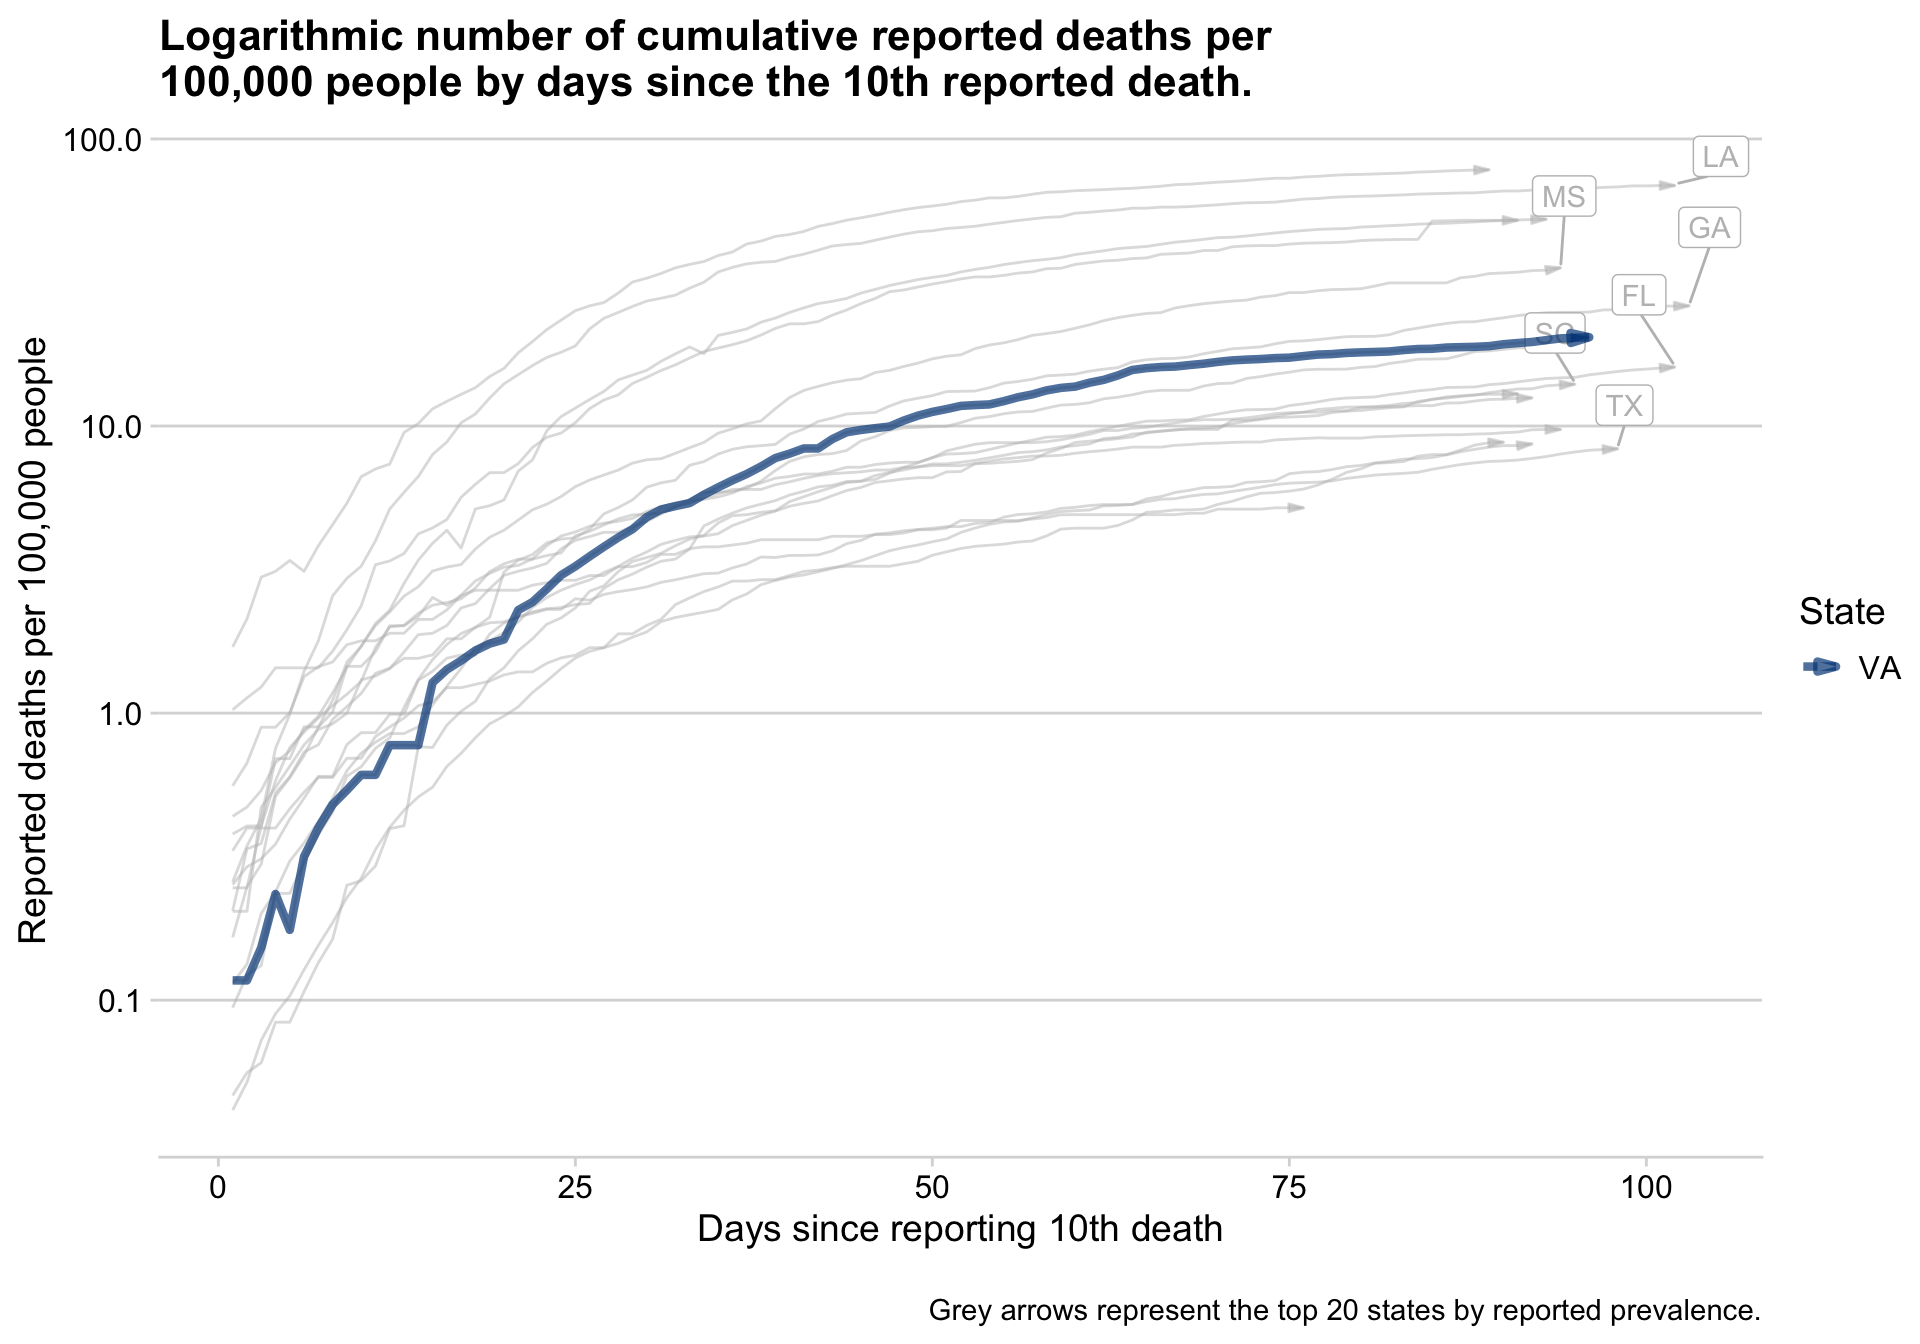 Logarithmic number of cumulative reported deaths per
100,000 people by days since the 10th reported death.
Reported deaths per 100,000 people
100.0
10.0
1.0
0.1
LA
MS
GA
FL
SC
TX
State
VA
0
25
50
75
100
Days since reporting 10th death
Grey arrows represent the top 20 states by reported prevalence.